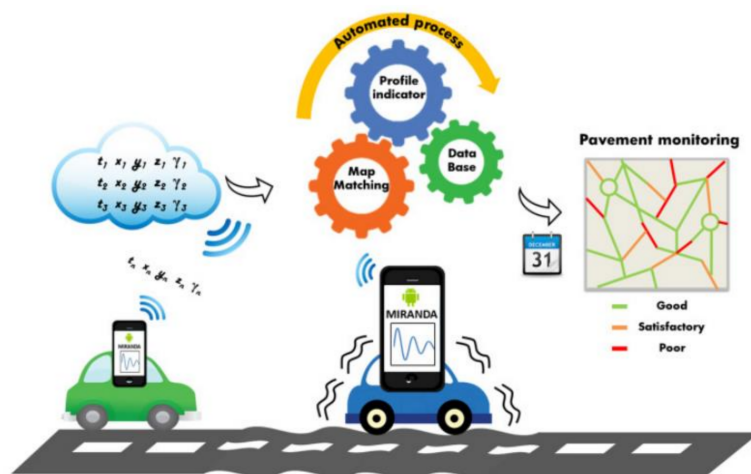 Automated process
Profile
indicator
Map
Matching
Data
Base
t₁ x₁ y₁ z₁ γ₁
t₂ x₂ y₂ z₂ γ₂
t₃ x₃ y₃ z₃ γ₃
tₙ xₙ yₙ zₙ γₙ
MIRANDA
MIRANDA
DECEMBER
31
Pavement monitoring
Good
Satisfactory
Poor